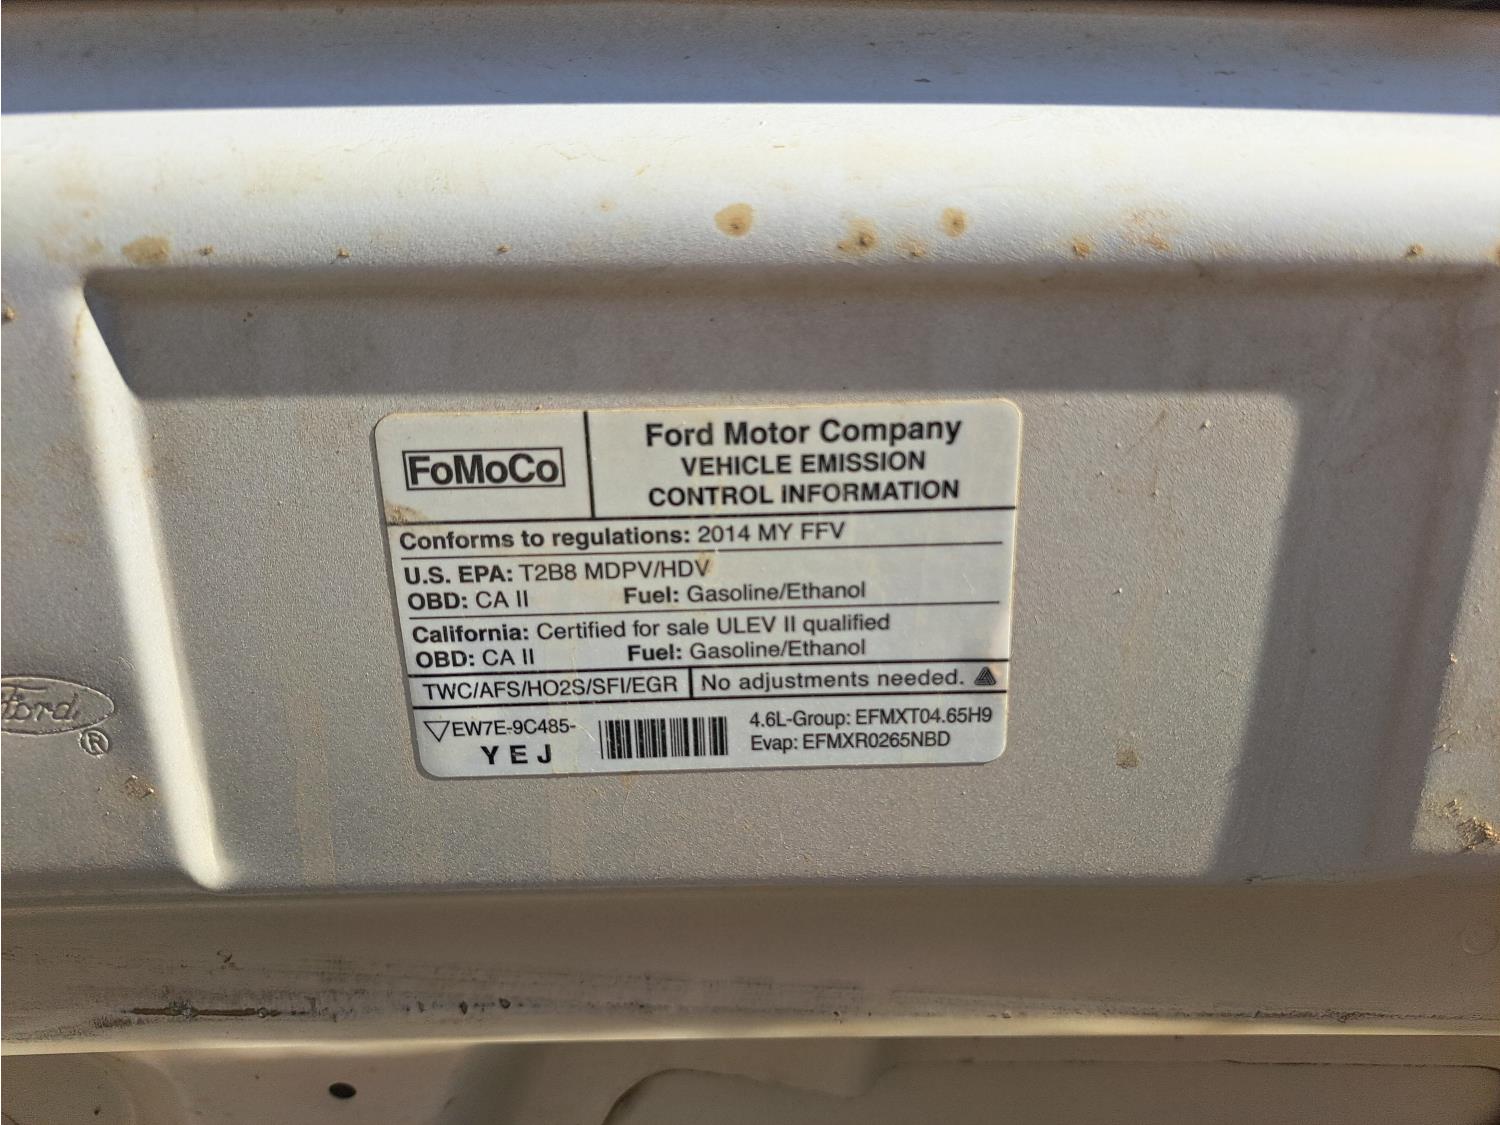 FoMoCo
Ford Motor Company
VEHICLE EMISSION
CONTROL INFORMATION
Conforms to regulations: 2014 MY FFV
U.S. EPA: T2B8 MDPV/HDV
OBD: CA II Fuel: Gasoline/Ethanol
California: Certified for sale ULEV II qualified
OBD: CA II Fuel: Gasoline/Ethanol
TWC/AFS/HO2S/SFI/EGR No adjustments needed.
EW7E-9C485-
YEJ
4.6L-Group: EFMXT04.65H9
Evap: EFMXR0265NBD
Ford
®